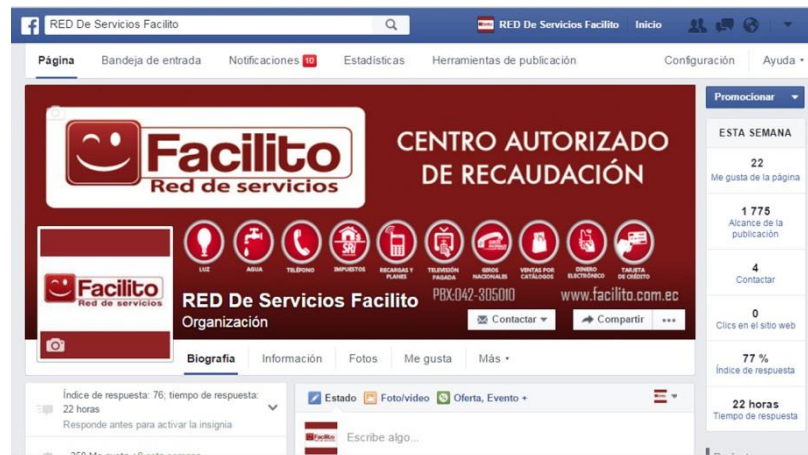 RED De Servicios Facilito
RED De Servicios Facilito Inicio
Página Bandeja de entrada Notificaciones 10 Estadísticas Herramientas de publicación Configuración Ayuda
Promocionar
Facilito
Red de servicios
CENTRO AUTORIZADO
DE RECAUDACIÓN
SRI
LUZ AGUA TELÉFONO IMPUESTOS RECARGAS Y PLANES TELEVISIÓN PAGADA GIROS NACIONALES VENTAS POR CATÁLOGOS DINERO ELECTRÓNICO TARJETA DE CRÉDITO
Facilito
Red de servicios
RED De Servicios Facilito
Organización
PBX:042-305010 www.facilito.com.ec
Contactar Compartir
Biografía Información Fotos Me gusta Más
ESTA SEMANA
22
Me gusta de la página
1 775
Alcance de la
publicación
4
Contactar
0
Clics en el sitio web
77 %
Índice de respuesta
22 horas
Tiempo de respuesta
Índice de respuesta: 76; tiempo de respuesta:
22 horas
Responde antes para activar la insignia
Estado Foto/video Oferta, Evento +
Facilito
Escribe algo...